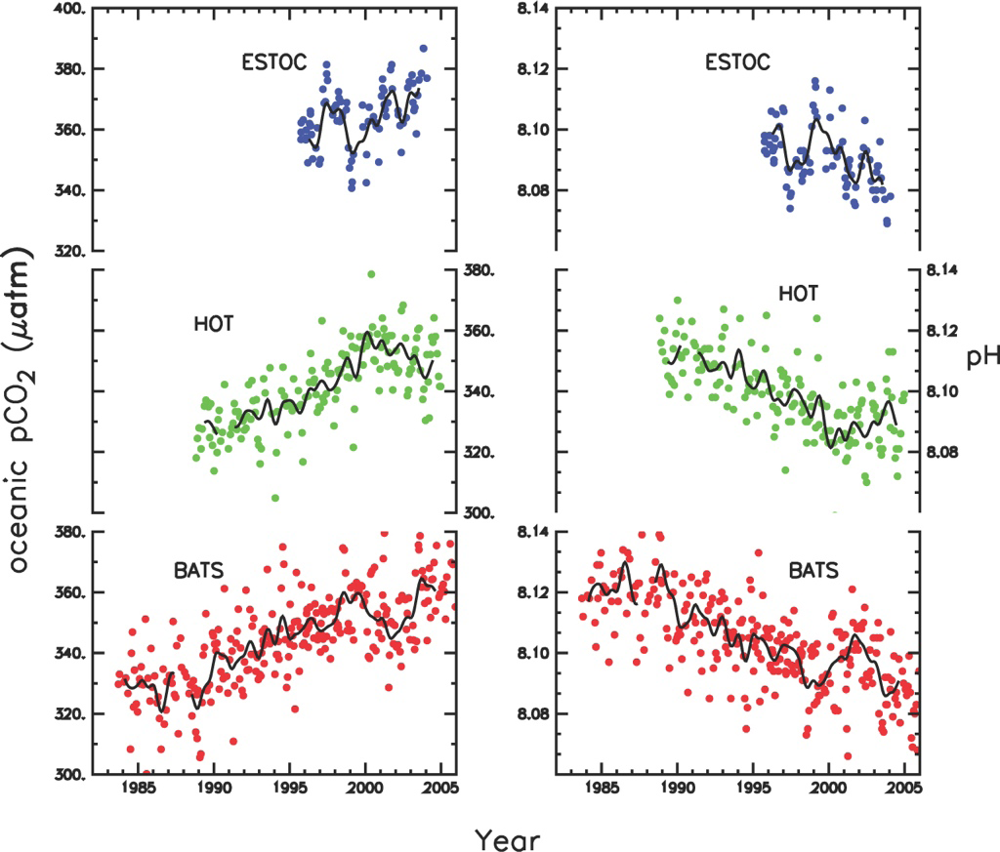 400.
380.
360.
340.
320.
ESTOC
8.14
8.12
8.10
8.08
ESTOC
380.
360.
340.
320.
300.
HOT
8.14
8.12
8.10
8.08
HOT
380.
360.
340.
320.
300.
BATS
8.14
8.12
8.10
8.08
BATS
1985 1990 1995 2000 2005
1985 1990 1995 2000 2005
oceanic pCO₂ (μatm)
pH
Year